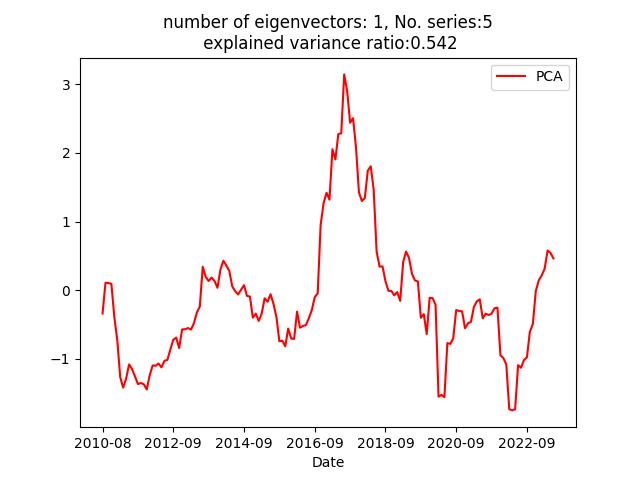 number of eigenvectors: 1, No. series:5
explained variance ratio:0.542
PCA
3
2
1
0
−1
2010-08 2012-09 2014-09 2016-09 2018-09 2020-09 2022-09
Date